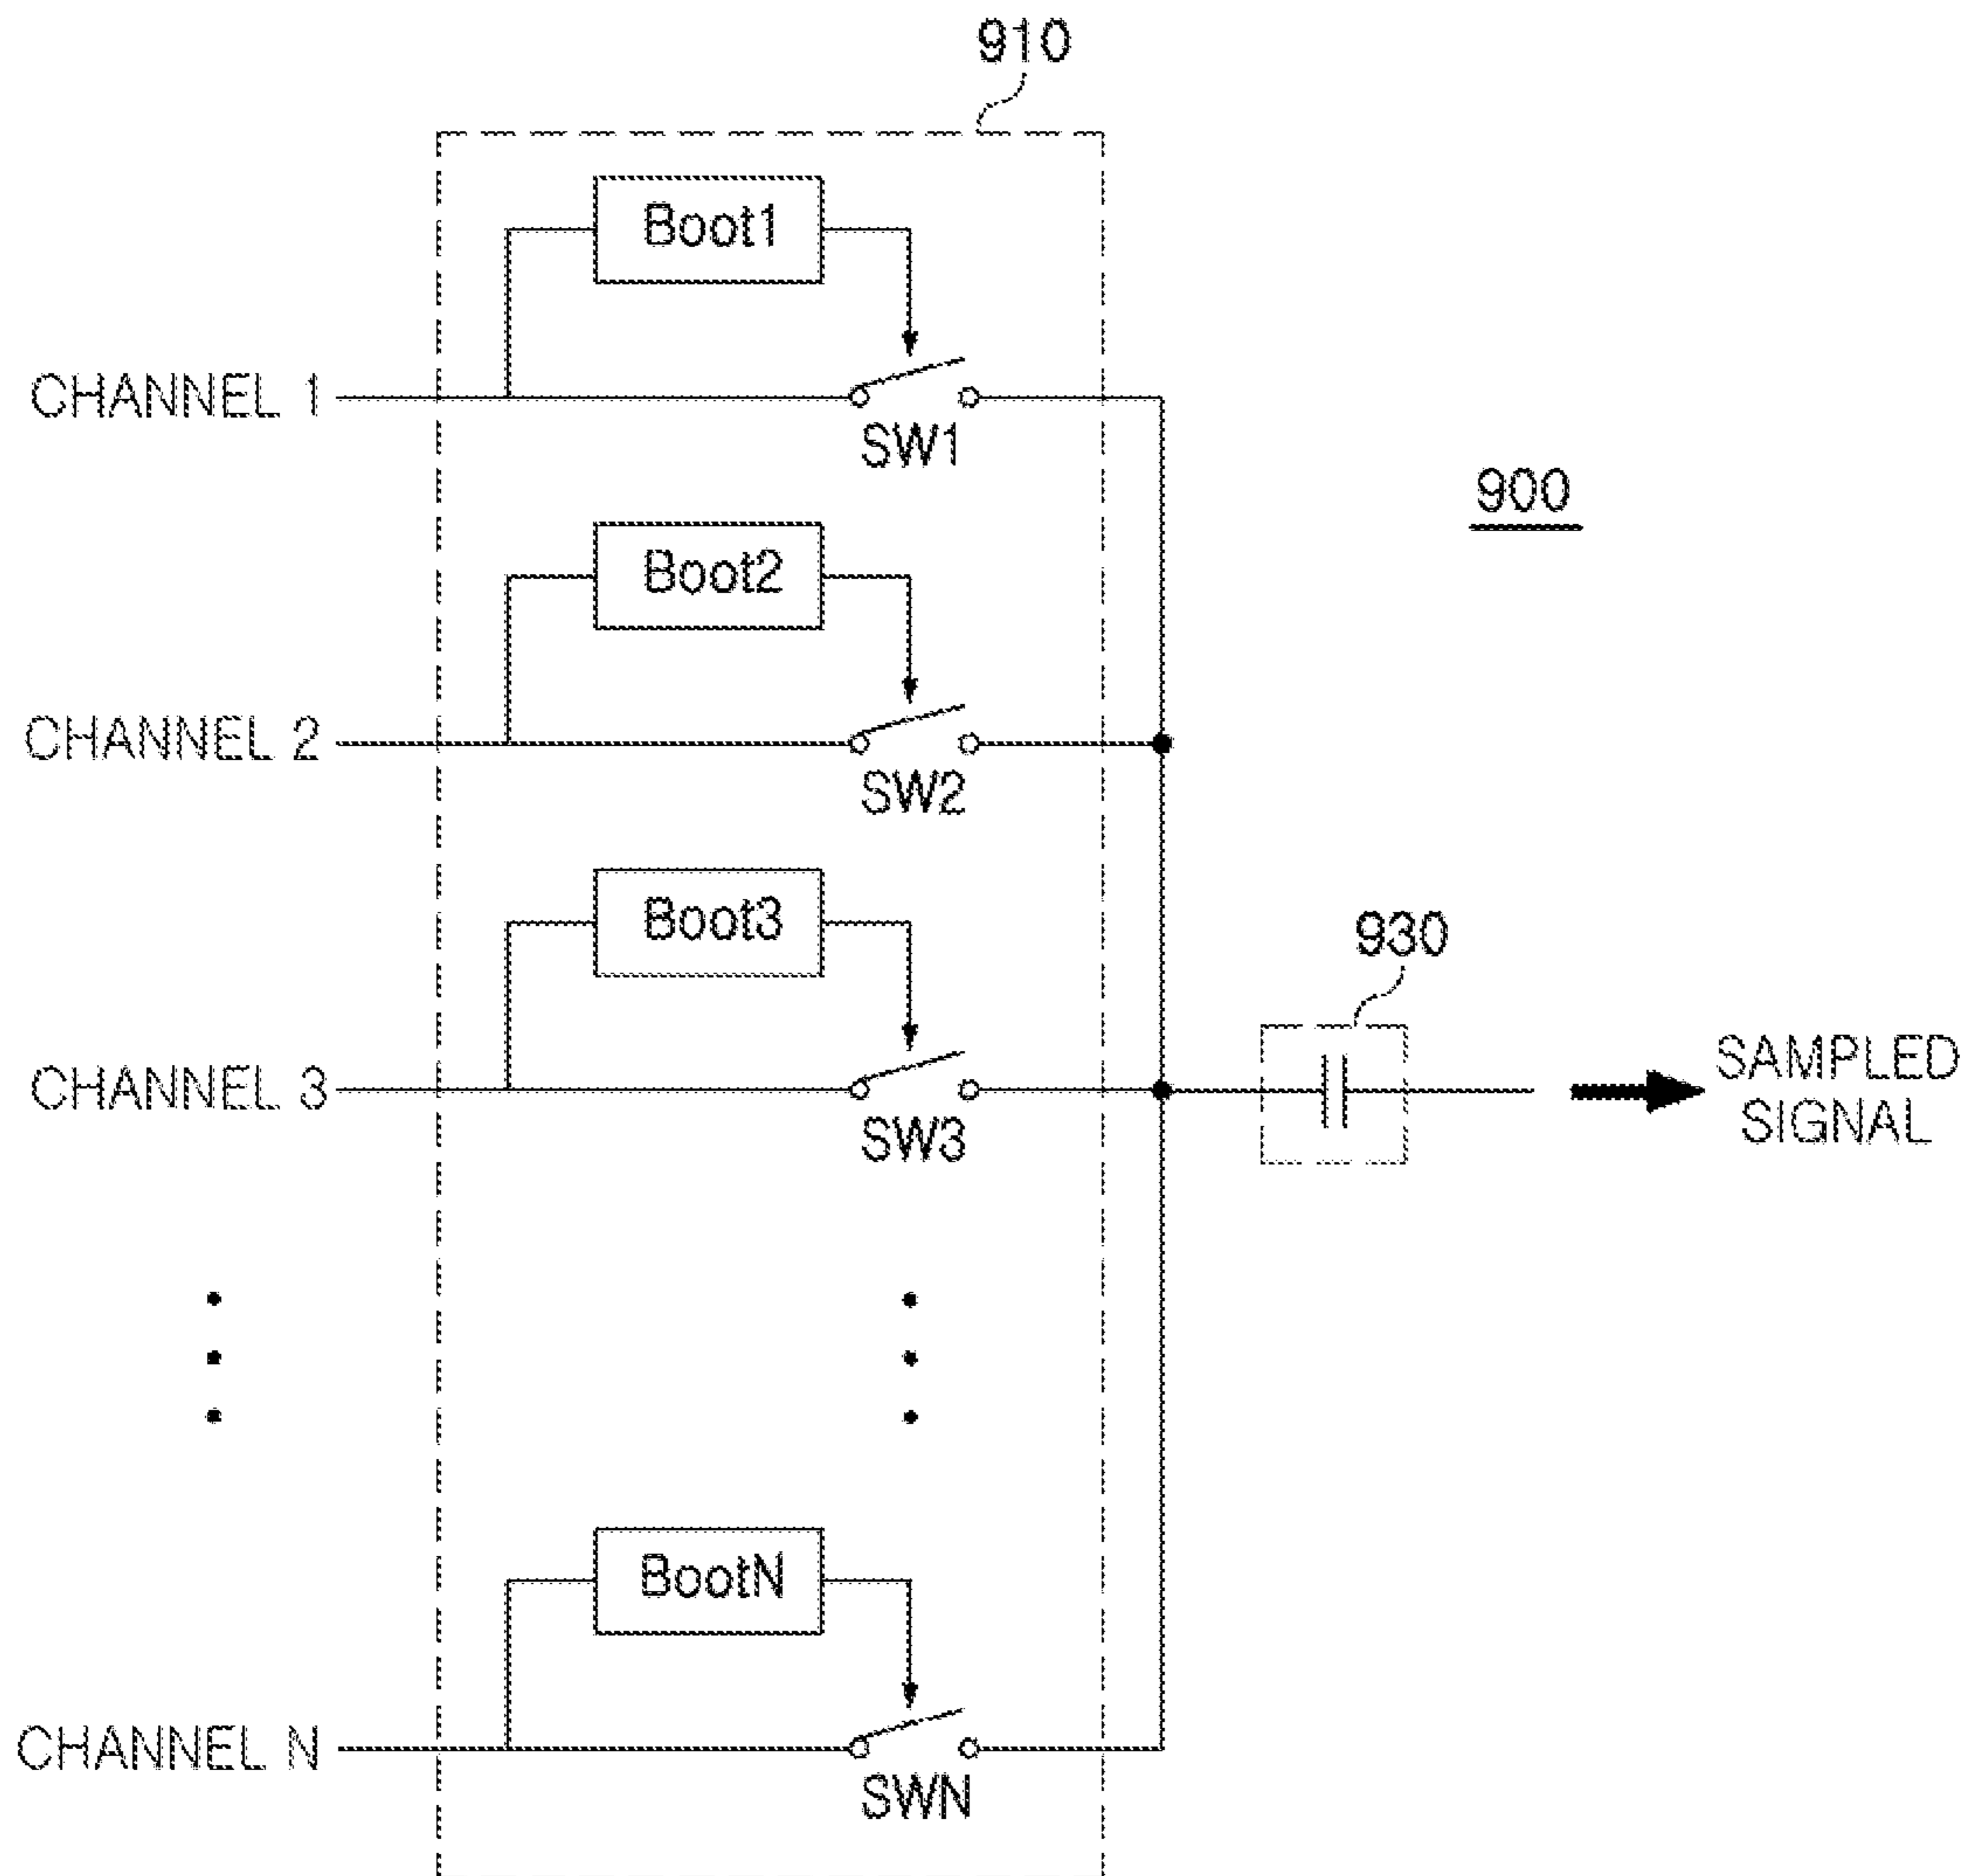 910
Boot1
CHANNEL 1
SW1
900
Boot2
CHANNEL 2
SW2
Boot3
930
CHANNEL 3
SW3
SAMPLED
SIGNAL
BootN
CHANNEL N
SWN